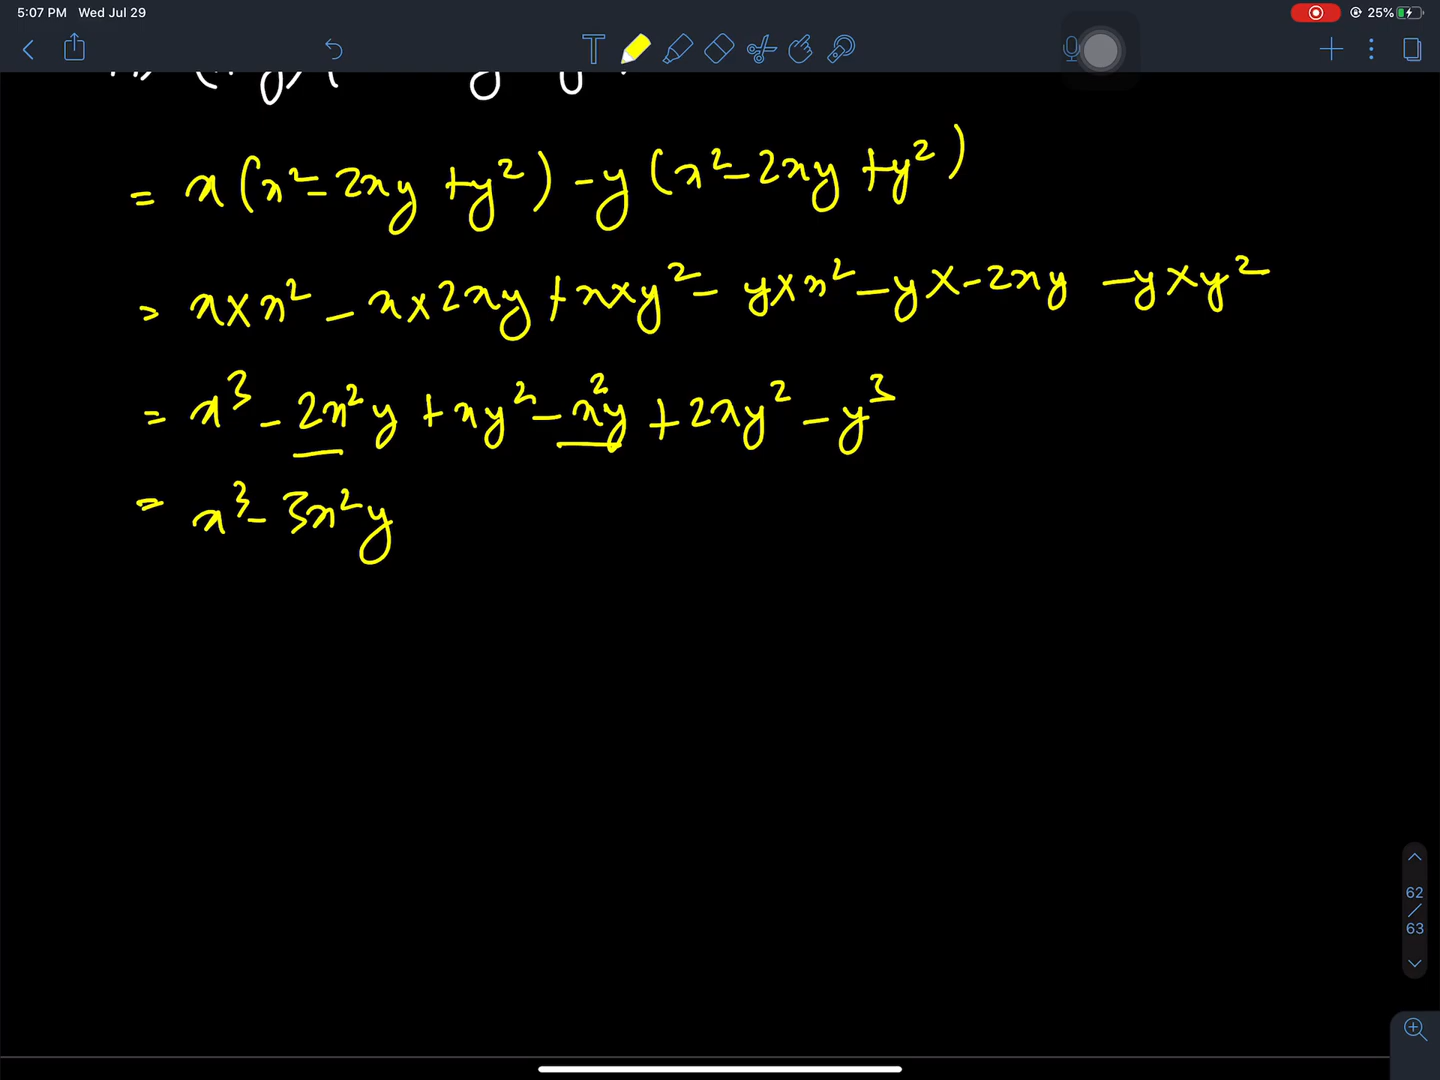 5:07 PM Wed Jul 29
25%
= x(x² - 2xy + y²) - y(x² - 2xy + y²)
= x × x² - x × 2xy + x × y² - y × x² - y × - 2xy - y × y²
= x³ - 2x²y + xy² - x²y + 2xy² - y³
= x³ - 3x²y
62
/
63